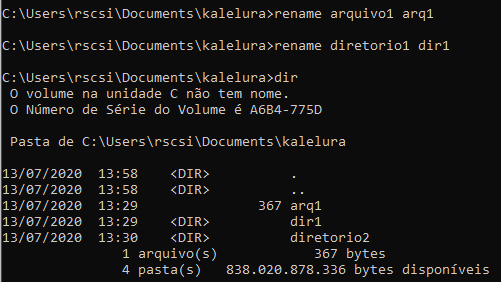 C:\Users\rscsi\Documents\kalelura>rename arquivo1 arq1
C:\Users\rscsi\Documents\kalelura>rename diretorio1 dir1
C:\Users\rscsi\Documents\kalelura>dir
 O volume na unidade C não tem nome.
 O Número de Série do Volume é A6B4-775D
 Pasta de C:\Users\rscsi\Documents\kalelura
13/07/2020  13:58    <DIR>          .
13/07/2020  13:58    <DIR>          ..
13/07/2020  13:29               367 arq1
13/07/2020  13:29    <DIR>          dir1
13/07/2020  13:30    <DIR>          diretorio2
               1 arquivo(s)            367 bytes
               4 pasta(s)   838.020.878.336 bytes disponíveis